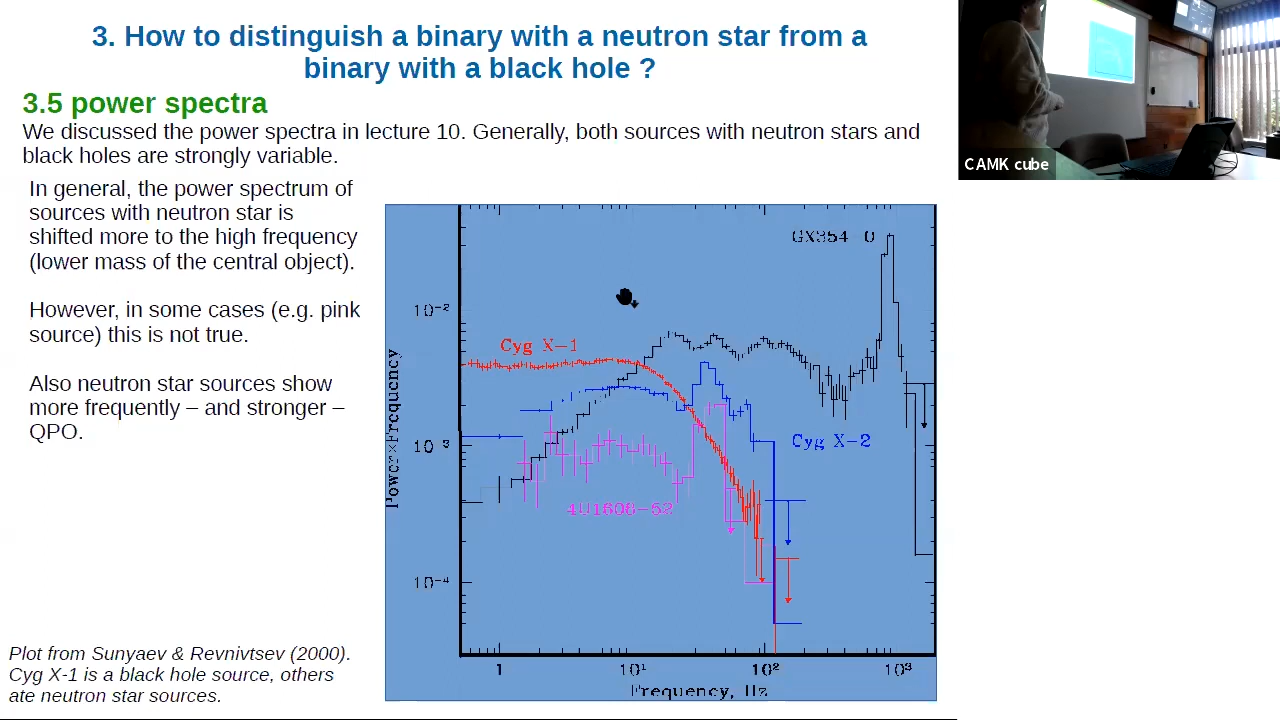 3. How to distinguish a binary with a neutron star from a
binary with a black hole ?
3.5 power spectra
We discussed the power spectra in lecture 10. Generally, both sources with neutron stars and
black holes are strongly variable.
In general, the power spectrum of
sources with neutron star is
shifted more to the high frequency
(lower mass of the central object).
However, in some cases (e.g. pink
source) this is not true.
Also neutron star sources show
more frequently – and stronger –
QPO.
Plot from Sunyaev & Revnivtsev (2000).
Cyg X-1 is a black hole source, others
ate neutron star sources.
GX354-0
Cyg X-1
Cyg X-2
4U1608-52
Power×Frequency
10⁻²
10⁻³
10⁻⁴
1
10¹
10²
10³
Frequency, Hz
CAMK cube